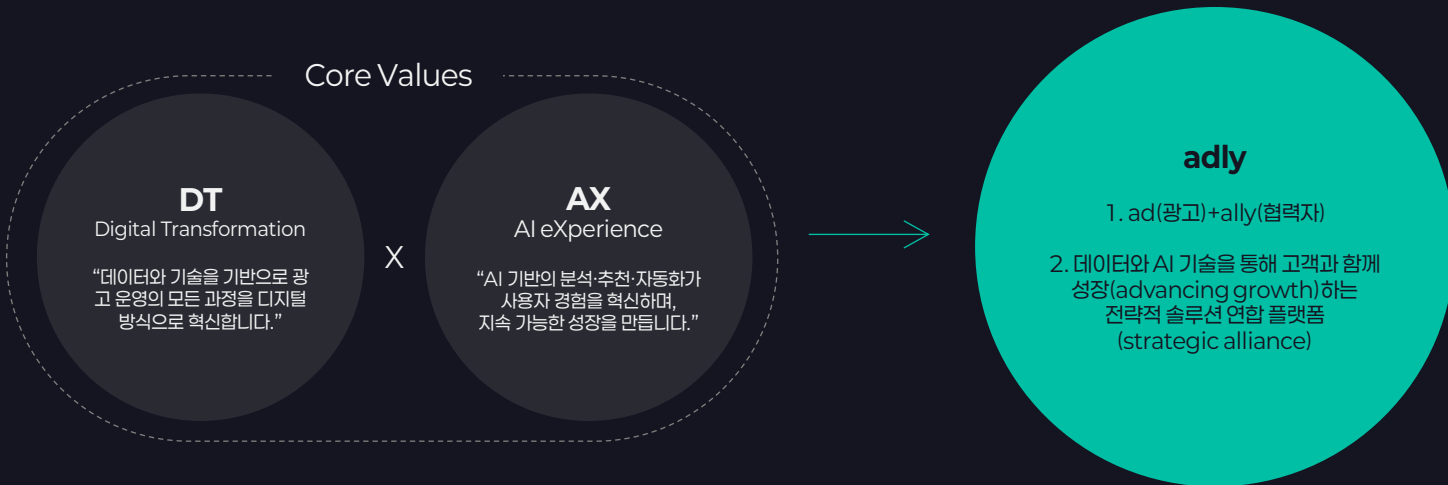 Core Values
DT
Digital Transformation
“데이터와 기술을 기반으로 광
고 운영의 모든 과정을 디지털
방식으로 혁신합니다.”
X
AX
AI eXperience
“AI 기반의 분석·추천·자동화가
사용자 경험을 혁신하며,
지속 가능한 성장을 만듭니다.”
adly
1. ad(광고)+ally(협력자)
2. 데이터와 AI 기술을 통해 고객과 함께
성장(advancing growth)하는
전략적 솔루션 연합 플랫폼
(strategic alliance)